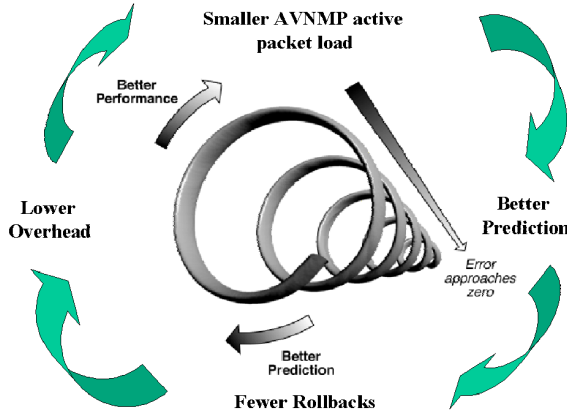 Smaller AVNMP active
packet load
Better
Performance
Lower
Overhead
Better
Prediction
Error
approaches
zero
Better
Prediction
Fewer Rollbacks